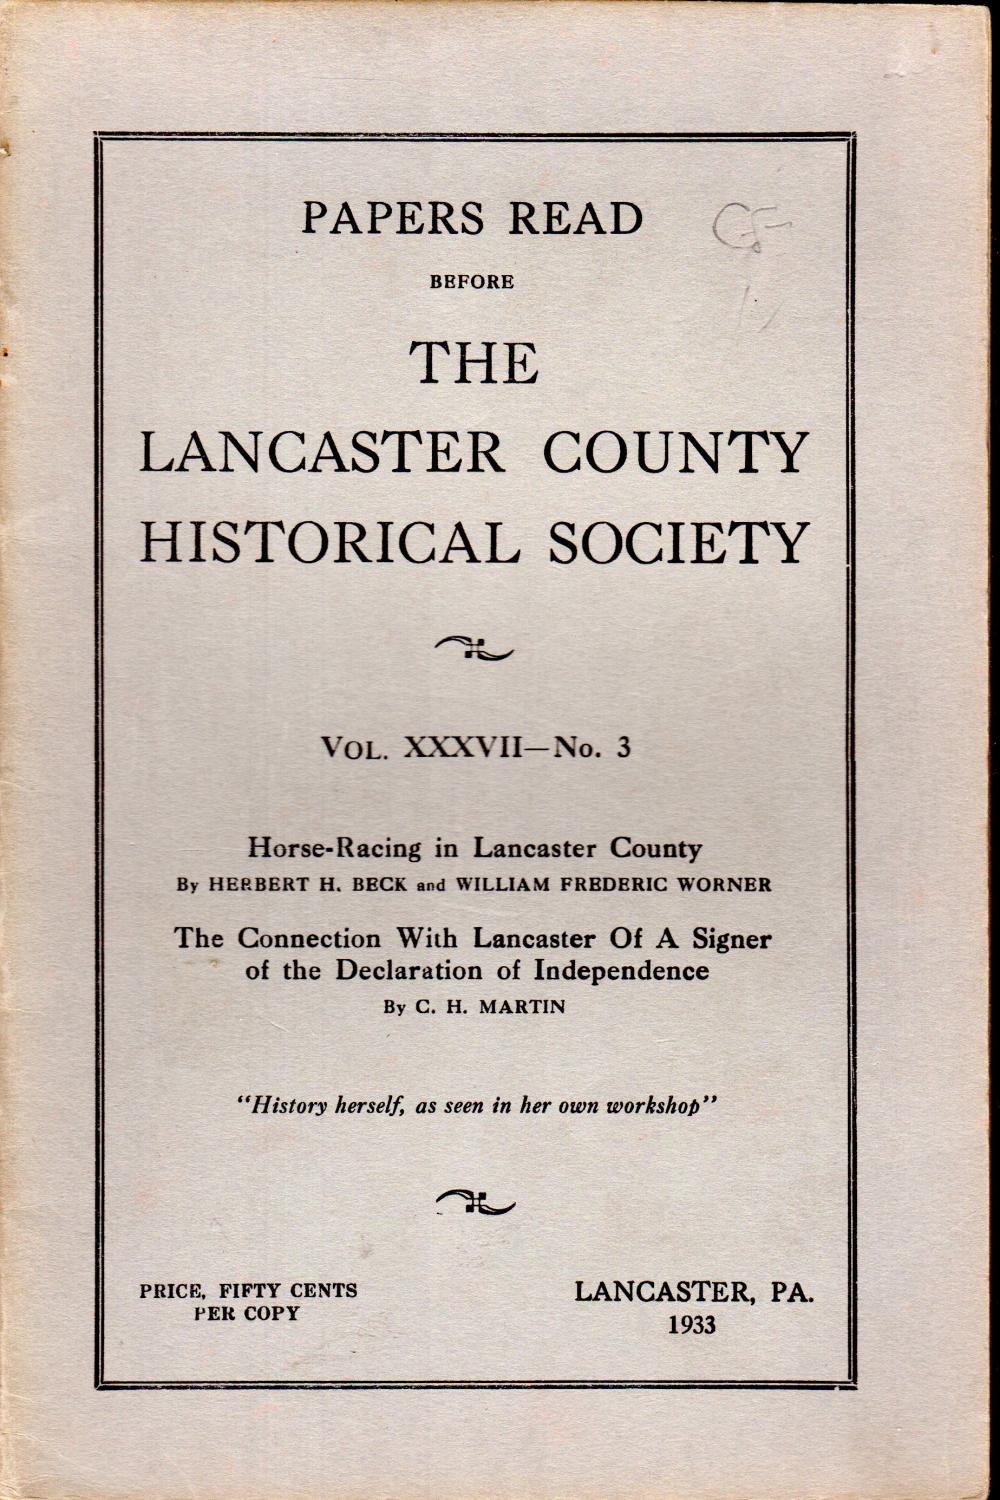 PAPERS READ
BEFORE
THE
LANCASTER COUNTY
HISTORICAL SOCIETY
VOL. XXXVII—No. 3
Horse-Racing in Lancaster County
By HERBERT H. BECK and WILLIAM FREDERIC WORNER
The Connection With Lancaster Of A Signer
of the Declaration of Independence
By C. H. MARTIN
"History herself, as seen in her own workshop"
PRICE, FIFTY CENTS
PER COPY
LANCASTER, PA.
1933